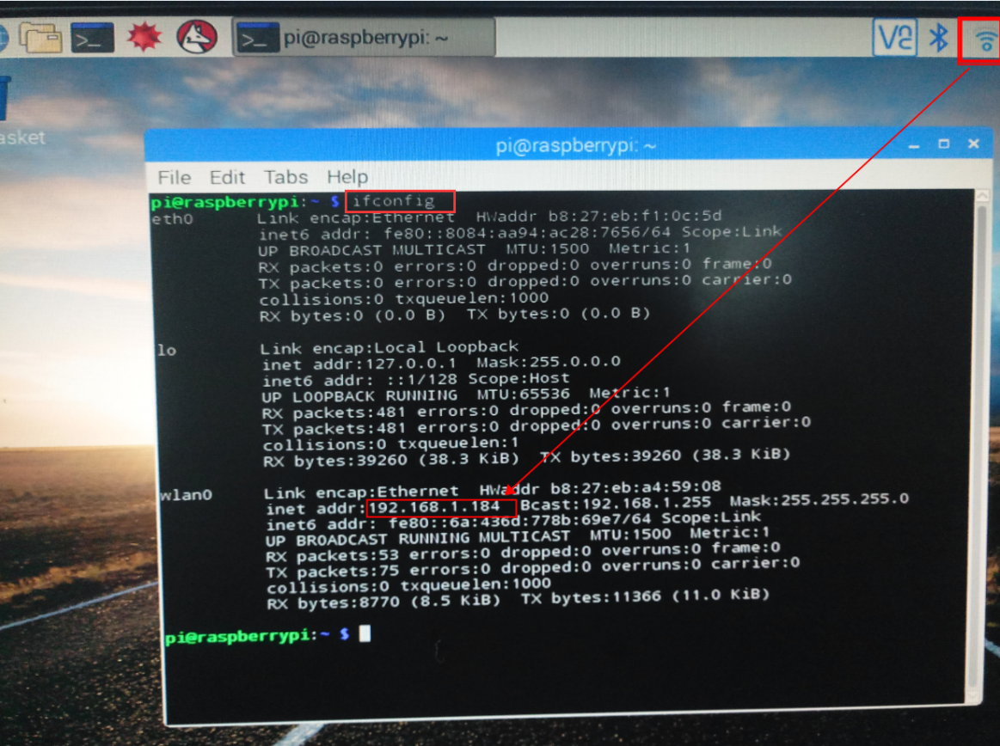 >_
>_ pi@raspberrypi: ~
asket
pi@raspberrypi: ~
File Edit Tabs Help
pi@raspberrypi:~ $ ifconfig
eth0 Link encap:Ethernet HWaddr b8:27:eb:f1:0c:5d
inet6 addr: fe80::8084:aa94:ac28:7656/64 Scope:Link
UP BROADCAST MULTICAST MTU:1500 Metric:1
RX packets:0 errors:0 dropped:0 overruns:0 frame:0
TX packets:0 errors:0 dropped:0 overruns:0 carrier:0
collisions:0 txqueuelen:1000
RX bytes:0 (0.0 B) TX bytes:0 (0.0 B)
lo Link encap:Local Loopback
inet addr:127.0.0.1 Mask:255.0.0.0
inet6 addr: ::1/128 Scope:Host
UP LOOPBACK RUNNING MTU:65536 Metric:1
RX packets:481 errors:0 dropped:0 overruns:0 frame:0
TX packets:481 errors:0 dropped:0 overruns:0 carrier:0
collisions:0 txqueuelen:1
RX bytes:39260 (38.3 KiB) TX bytes:39260 (38.3 KiB)
wlan0 Link encap:Ethernet HWaddr b8:27:eb:a4:59:08
inet addr:192.168.1.184 Bcast:192.168.1.255 Mask:255.255.255.0
inet6 addr: fe80::6a:436d:778b:69e7/64 Scope:Link
UP BROADCAST RUNNING MULTICAST MTU:1500 Metric:1
RX packets:53 errors:0 dropped:0 overruns:0 frame:0
TX packets:75 errors:0 dropped:0 overruns:0 carrier:0
collisions:0 txqueuelen:1000
RX bytes:8770 (8.5 KiB) TX bytes:11366 (11.0 KiB)
pi@raspberrypi:~ $